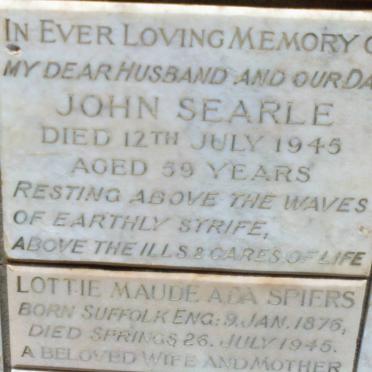 IN EVER LOVING MEMORY O
MY DEAR HUSBAND AND OUR DA
JOHN SEARLE
DIED 12TH JULY 1945
AGED 59 YEARS
RESTING ABOVE THE WAVES
OF EARTHLY STRIFE,
ABOVE THE ILLS & CARES OF LIFE
LOTTIE MAUDE ADA SPIERS
BORN SUFFOLK ENG: 9. JAN. 1876,
DIED SPRINGS 26. JULY 1945.
A BELOVED WIFE AND MOTHER